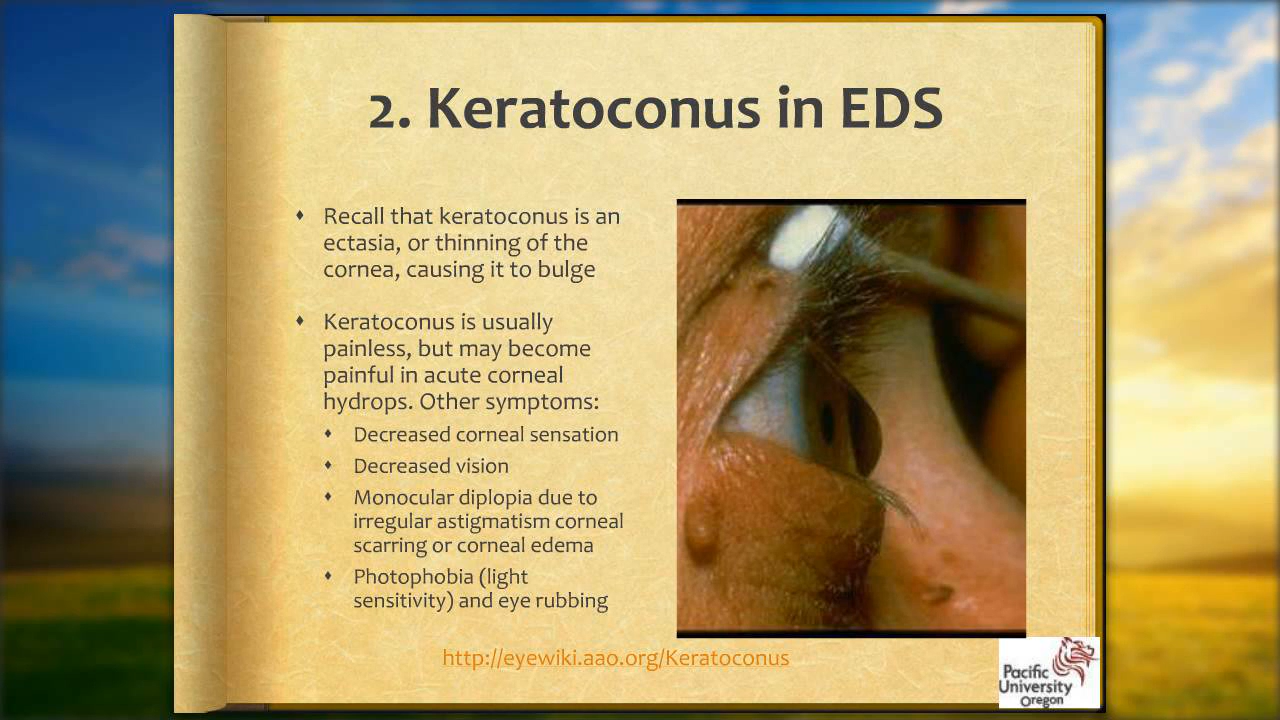 2. Keratoconus in EDS
Recall that keratoconus is an
ectasia, or thinning of the
cornea, causing it to bulge
Keratoconus is usually
painless, but may become
painful in acute corneal
hydrops. Other symptoms:
Decreased corneal sensation
Decreased vision
Monocular diplopia due to
irregular astigmatism corneal
scarring or corneal edema
Photophobia (light
sensitivity) and eye rubbing
http://eyewiki.aao.org/Keratoconus
Pacific
University
Oregon